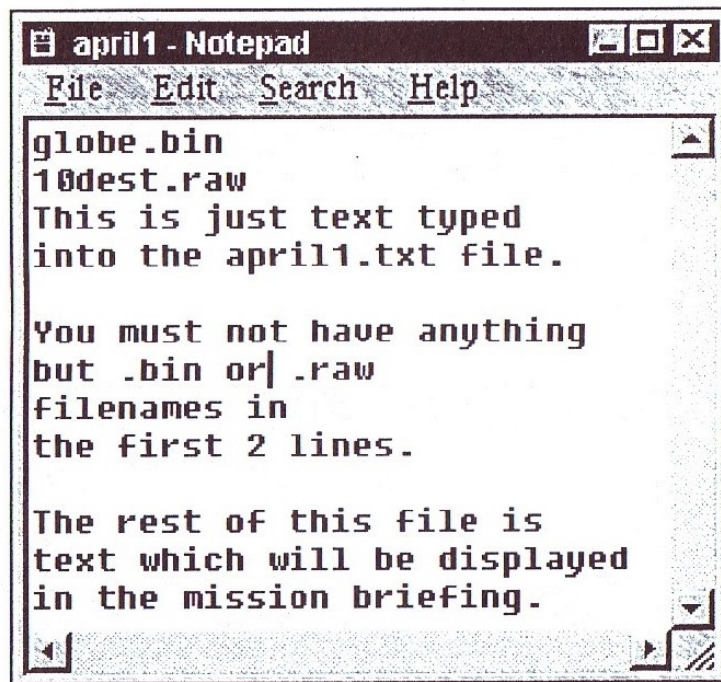 april1 - Notepad
File Edit Search Help
globe.bin
10dest.raw
This is just text typed
into the april1.txt file.

You must not have anything
but .bin or .raw
filenames in
the first 2 lines.

The rest of this file is
text which will be displayed
in the mission briefing.